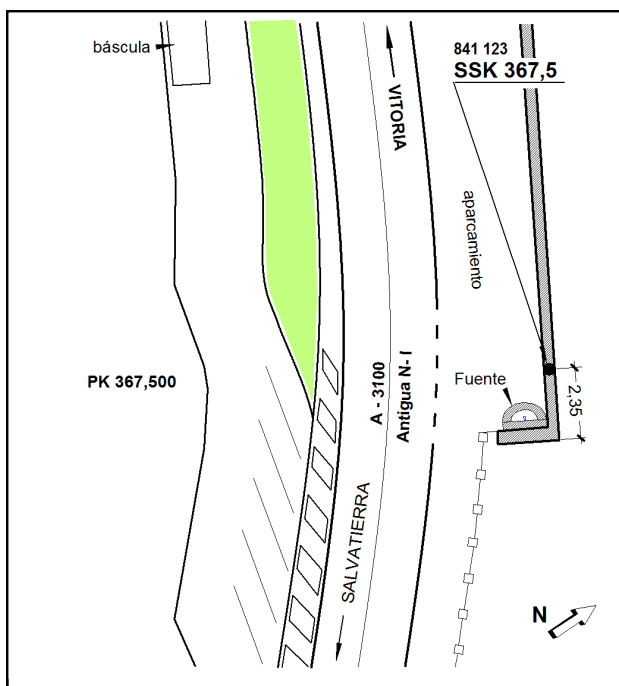 báscula
841 123
SSK 367,5
VITORIA
aparcamiento
PK 367,500
A - 3100
Antigua N- I
Fuente
2,35
SALVATIERRA
N